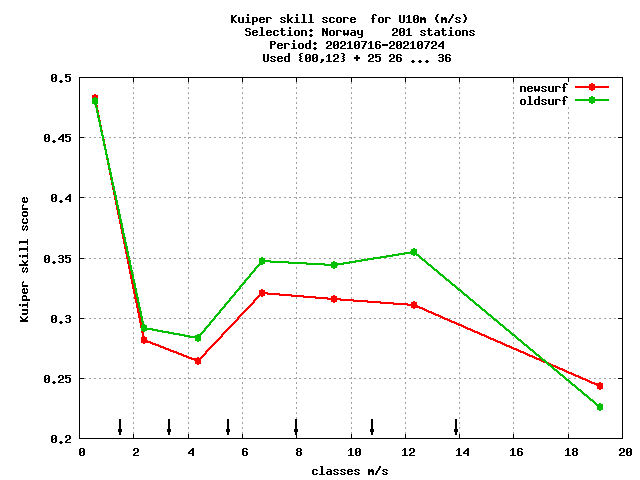 Kuiper skill score  for U10m (m/s)
Selection: Norway    201 stations
Period: 20210716-20210724
Used {00,12} + 25 26 ... 36
newsurf
oldsurf
0.5
0.45
0.4
0.35
0.3
0.25
0.2
Kuiper skill score
0 2 4 6 8 10 12 14 16 18 20
classes m/s